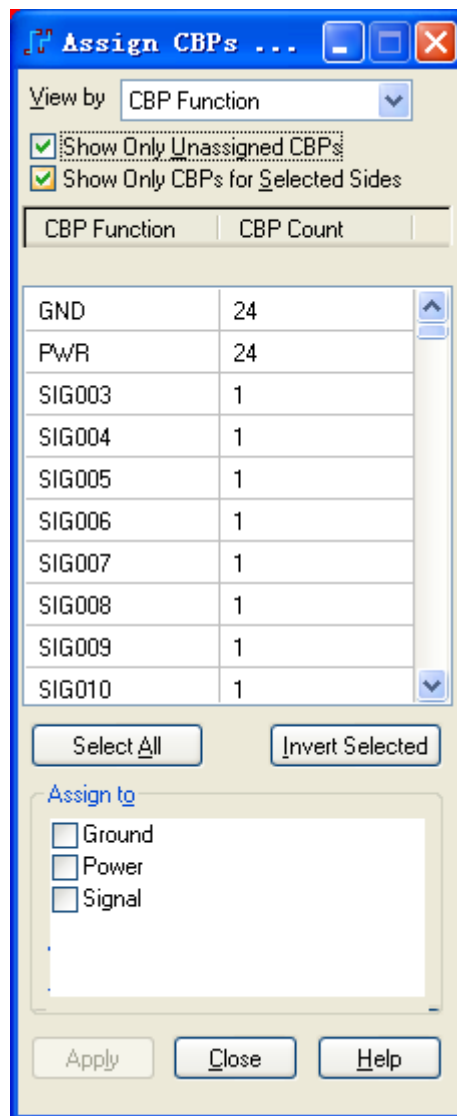 Assign CBPs ...
View by CBP Function
Show Only Unassigned CBPs
Show Only CBPs for Selected Sides
CBP Function CBP Count
GND 24
PWR 24
SIG003 1
SIG004 1
SIG005 1
SIG006 1
SIG007 1
SIG008 1
SIG009 1
SIG010 1
Select All Invert Selected
Assign to
Ground
Power
Signal
Apply Close Help